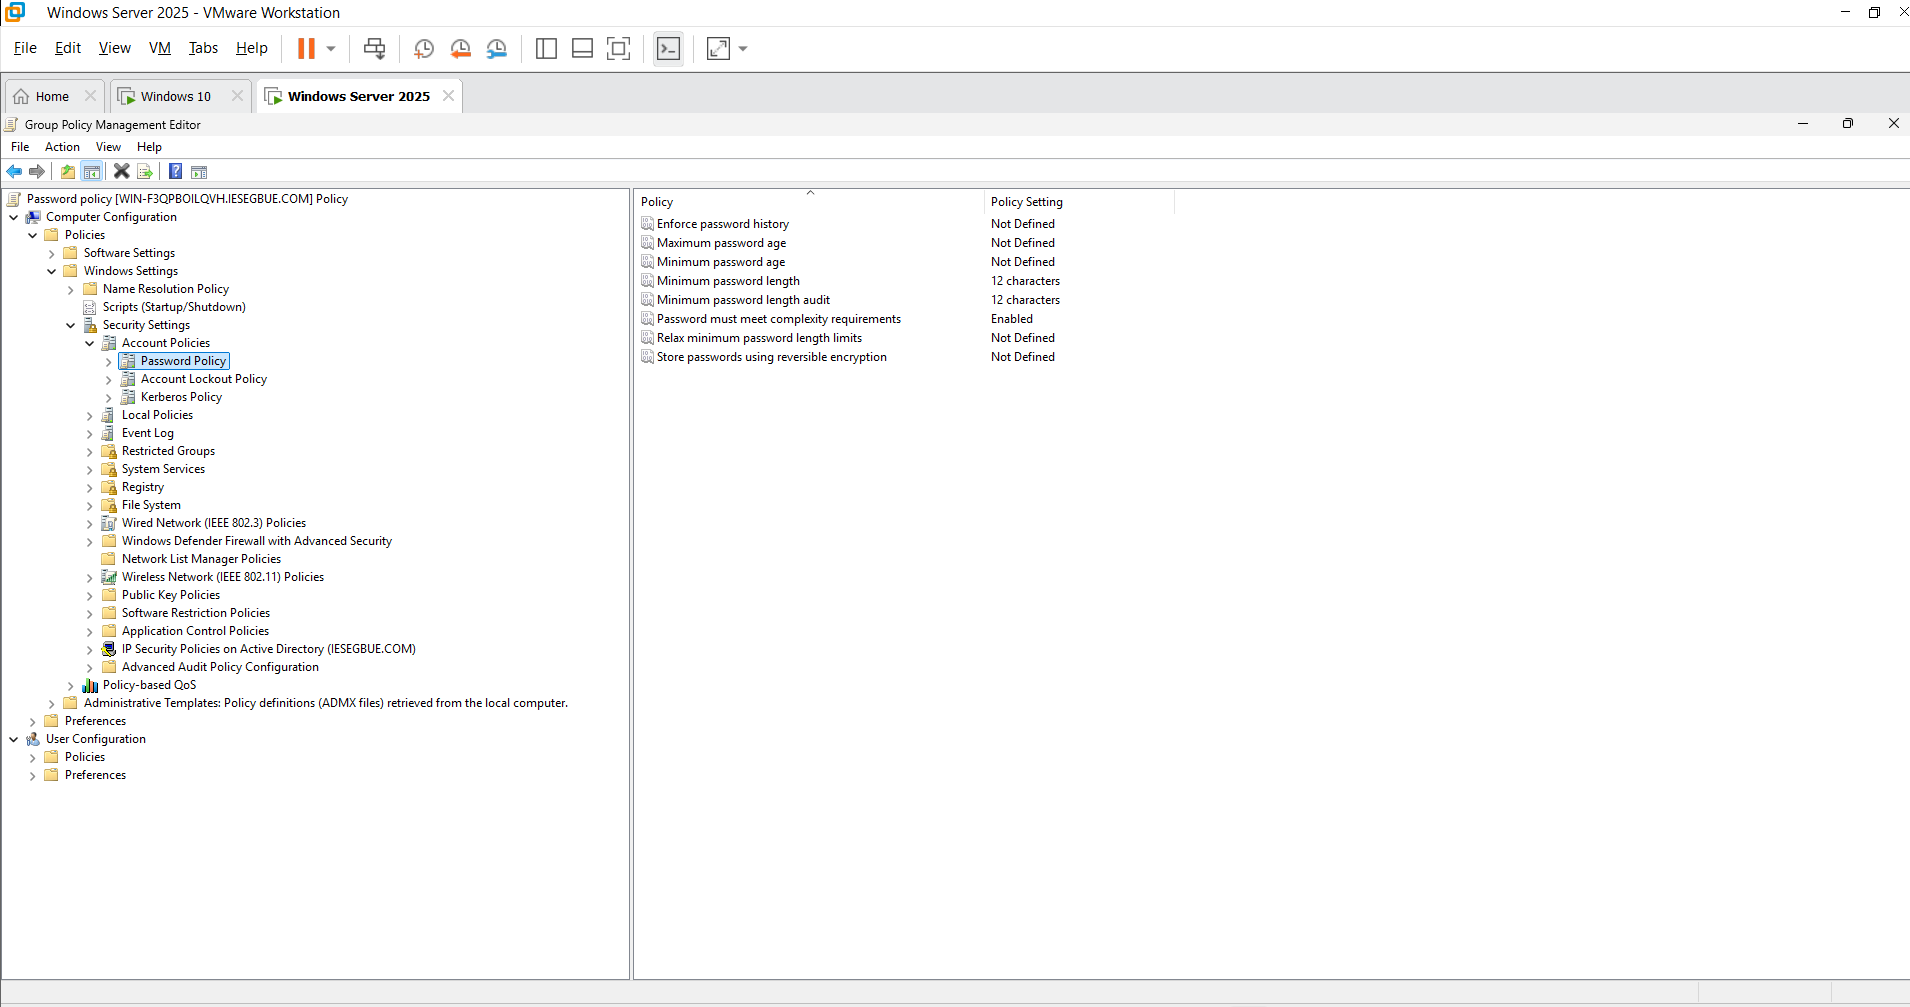 Windows Server 2025 - VMware Workstation
File Edit View VM Tabs Help
Home Windows 10 Windows Server 2025
Group Policy Management Editor
File Action View Help
Password policy [WIN-F3QPBOILQVH.IESEGBUE.COM] Policy
Computer Configuration
Policies
Software Settings
Windows Settings
Name Resolution Policy
Scripts (Startup/Shutdown)
Security Settings
Account Policies
Password Policy
Account Lockout Policy
Kerberos Policy
Local Policies
Event Log
Restricted Groups
System Services
Registry
File System
Wired Network (IEEE 802.3) Policies
Windows Defender Firewall with Advanced Security
Network List Manager Policies
Wireless Network (IEEE 802.11) Policies
Public Key Policies
Software Restriction Policies
Application Control Policies
IP Security Policies on Active Directory (IESEGBUE.COM)
Advanced Audit Policy Configuration
Policy-based QoS
Administrative Templates: Policy definitions (ADMX files) retrieved from the local computer.
Preferences
User Configuration
Policies
Preferences
Policy Policy Setting
Enforce password history Not Defined
Maximum password age Not Defined
Minimum password age Not Defined
Minimum password length 12 characters
Minimum password length audit 12 characters
Password must meet complexity requirements Enabled
Relax minimum password length limits Not Defined
Store passwords using reversible encryption Not Defined